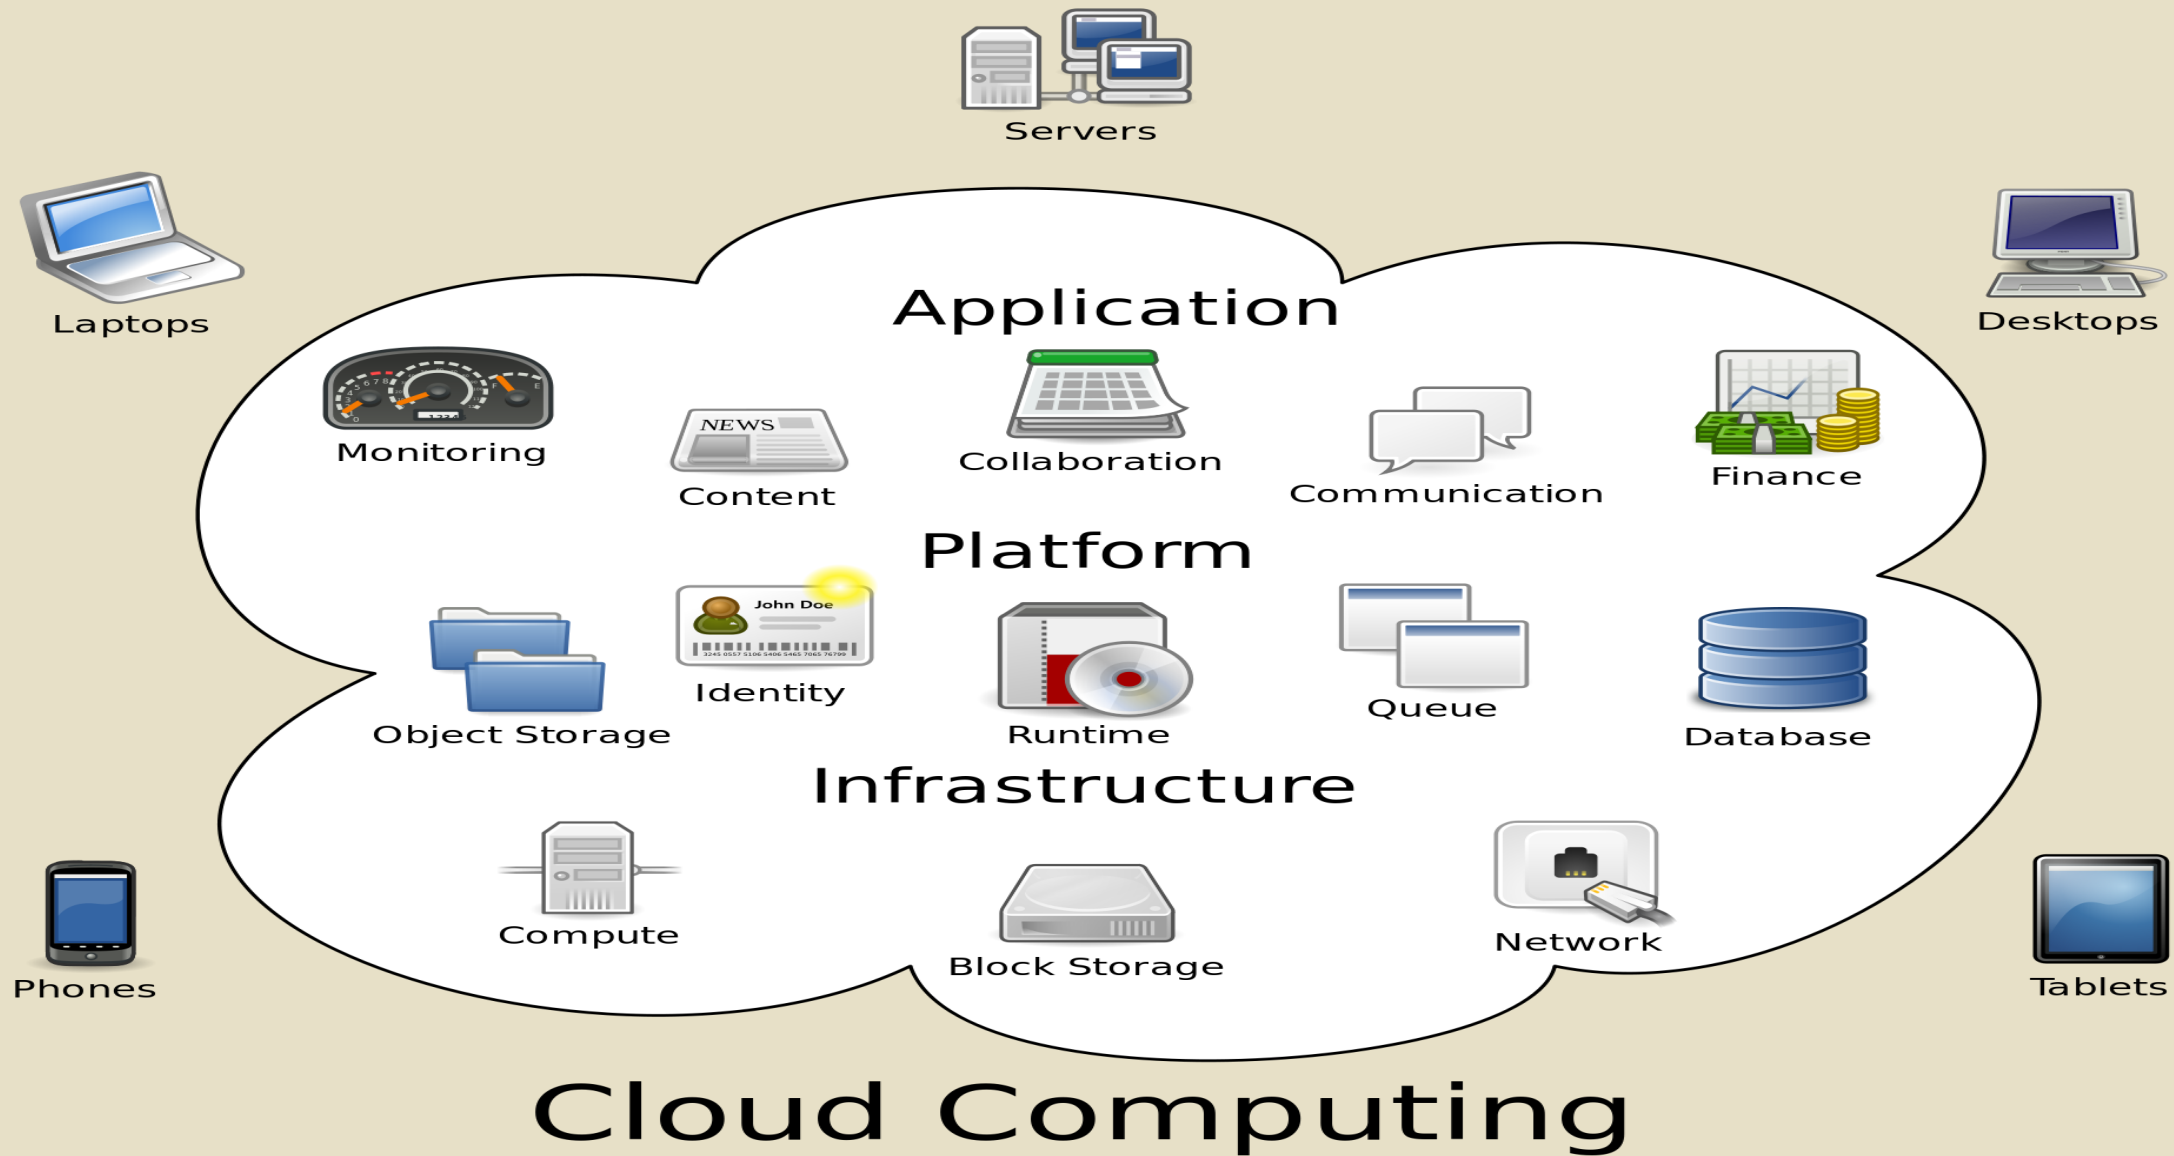 Servers
Laptops
Desktops
Application
Monitoring
NEWS
Content
Collaboration
Communication
Finance
Platform
John Doe
Object Storage
Identity
Runtime
Queue
Database
Infrastructure
Compute
Block Storage
Network
Phones
Tablets
Cloud Computing